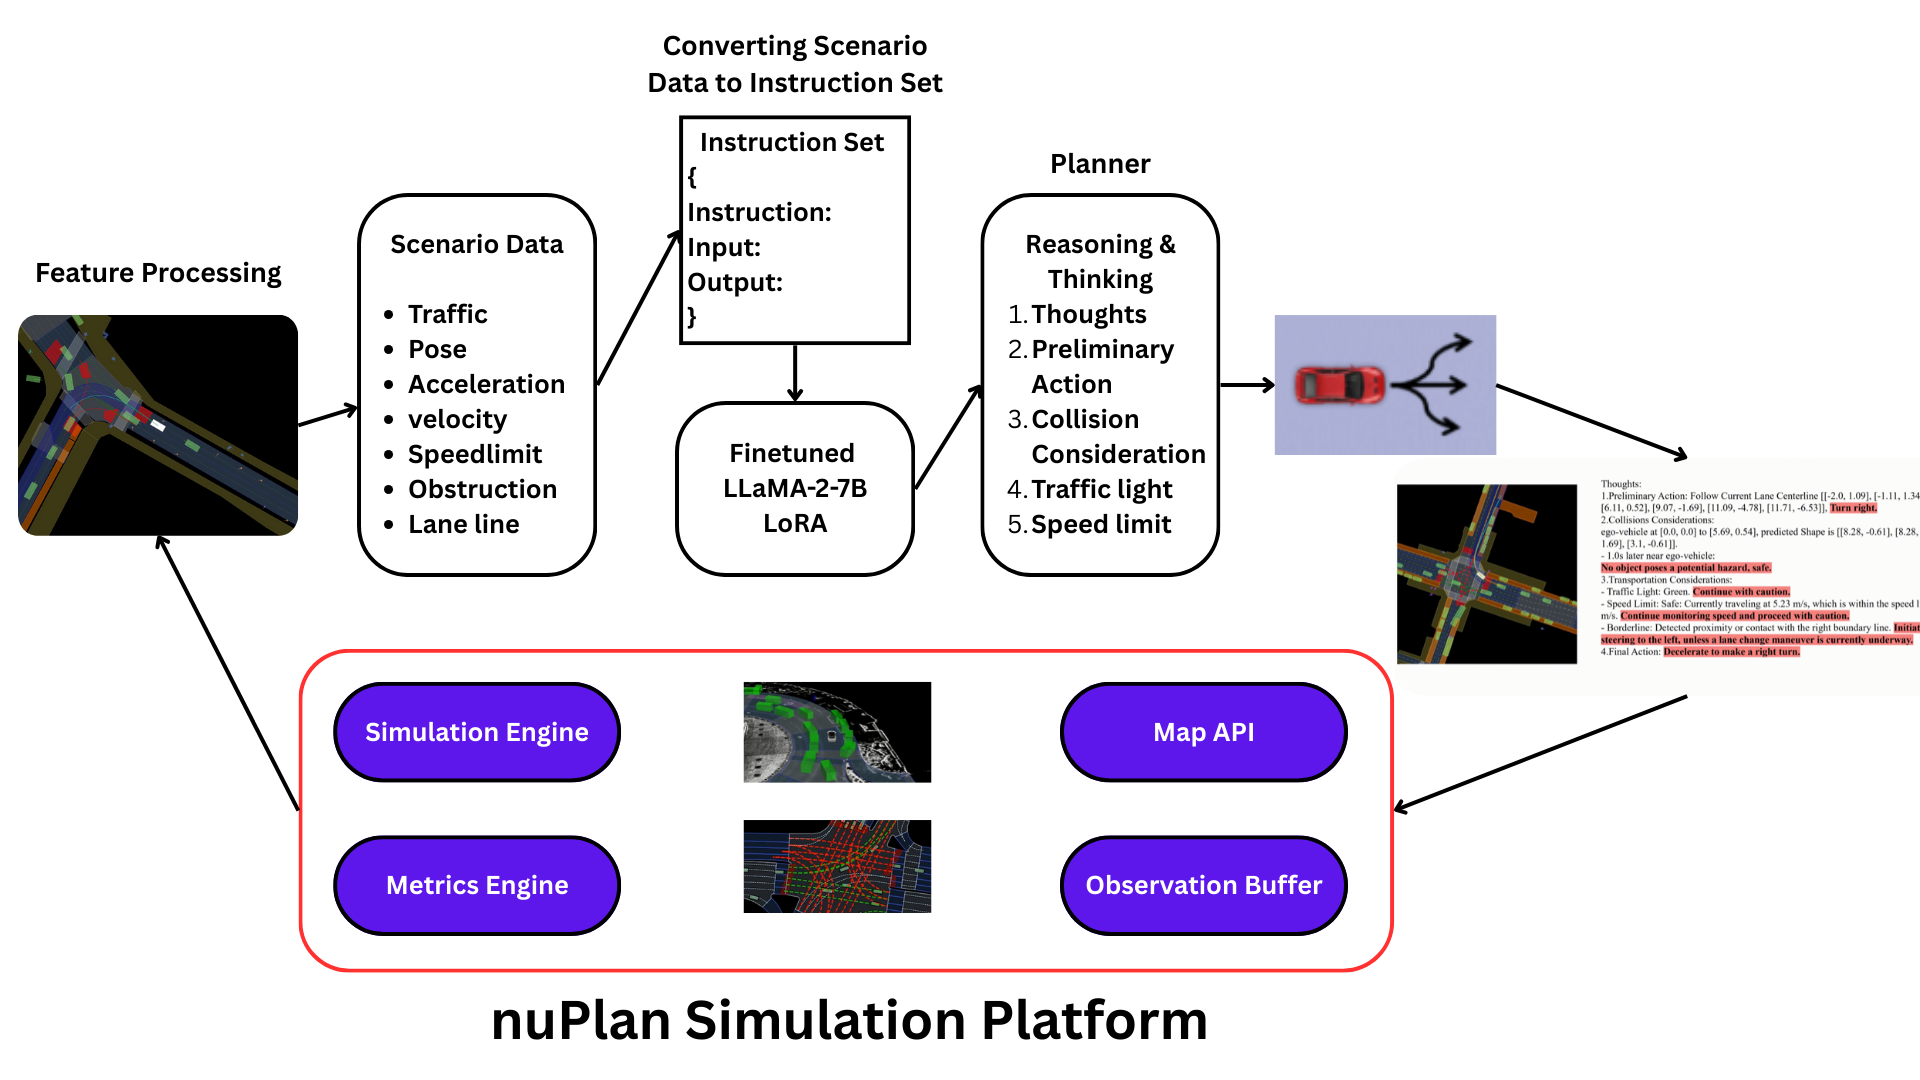 Converting Scenario
Data to Instruction Set
Instruction Set
{
Instruction:
Input:
Output:
}
Planner
Feature Processing
Scenario Data
Traffic
Pose
Acceleration
velocity
Speedlimit
Obstruction
Lane line
Finetuned
LLaMA-2-7B
LoRA
Reasoning &
Thinking
1. Thoughts
2. Preliminary
Action
3. Collision
Consideration
4. Traffic light
5. Speed limit
Thoughts:
1.Preliminary Action: Follow Current Lane Centerline [[-2.0, 1.09], [-1.11, 1.34
[6.11, 0.52], [9.07, -1.69], [11.09, -4.78], [11.71, -6.53]], Turn right.
2.Collisions Considerations:
ego-vehicle at [0.0, 0.0] to [5.69, 0.54], predicted Shape is [[8.28, -0.61], [8.28,
1.69], [3.1, -0.61]].
- 1.0s later near ego-vehicle:
No object poses a potential hazard, safe.
3.Transportation Considerations:
- Traffic Light: Green. Continue with caution.
- Speed Limit: Safe: Currently traveling at 5.23 m/s, which is within the speed
m/s. Continue monitoring speed and proceed with caution.
- Borderline: Detected proximity or contact with the right boundary line. Initiat
steering to the left, unless a lane change maneuver is currently underway.
4.Final Action: Decelerate to make a right turn.
Simulation Engine
Map API
Metrics Engine
Observation Buffer
nuPlan Simulation Platform